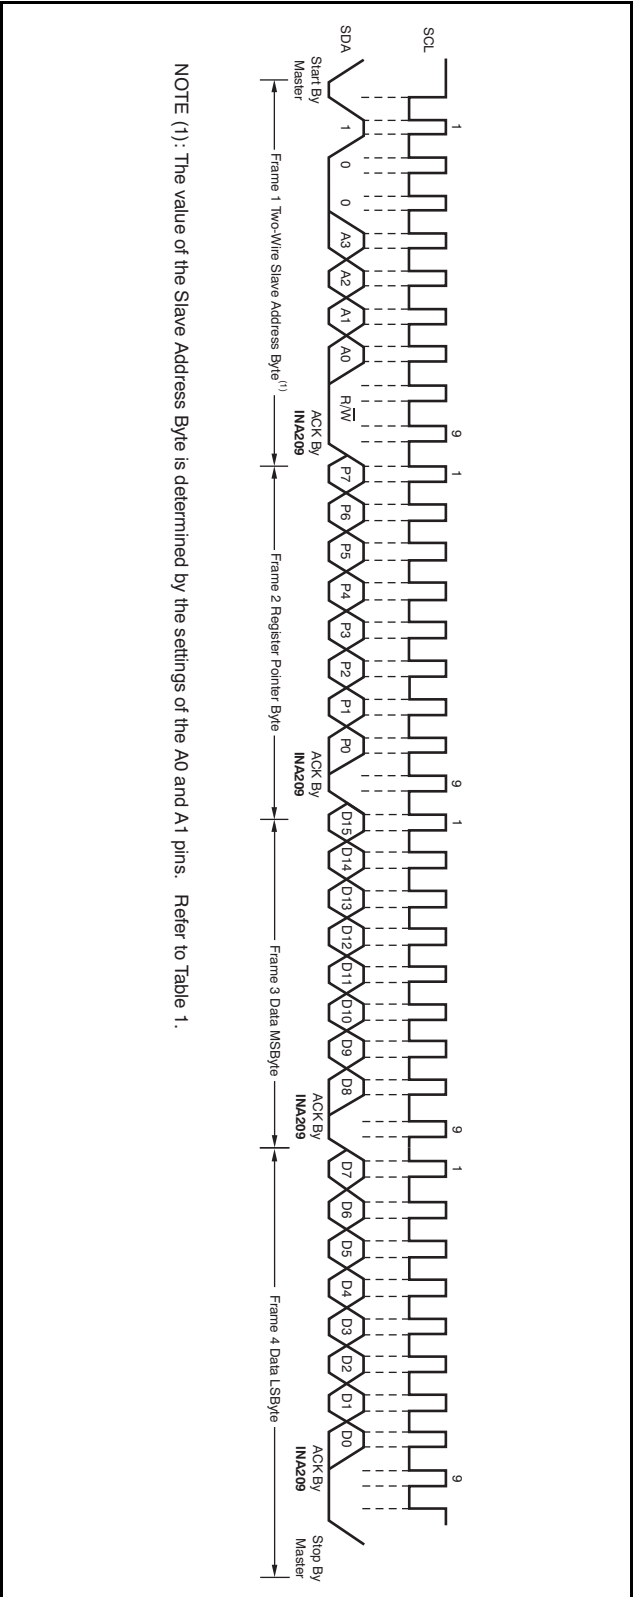 SCL
1 9 1 9 1 9 1 9
SDA
1 0 0 A3 A2 A1 A0 R/W P7 P6 P5 P4 P3 P2 P1 P0 D15 D14 D13 D12 D11 D10 D9 D8 D7 D6 D5 D4 D3 D2 D1 D0
Start By
Master
ACK By
INA209
ACK By
INA209
ACK By
INA209
ACK By
INA209
Stop By
Master
Frame 1 Two-Wire Slave Address Byte(1)
Frame 2 Register Pointer Byte
Frame 3 Data MSByte
Frame 4 Data LSByte
NOTE (1): The value of the Slave Address Byte is determined by the settings of the A0 and A1 pins. Refer to Table 1.